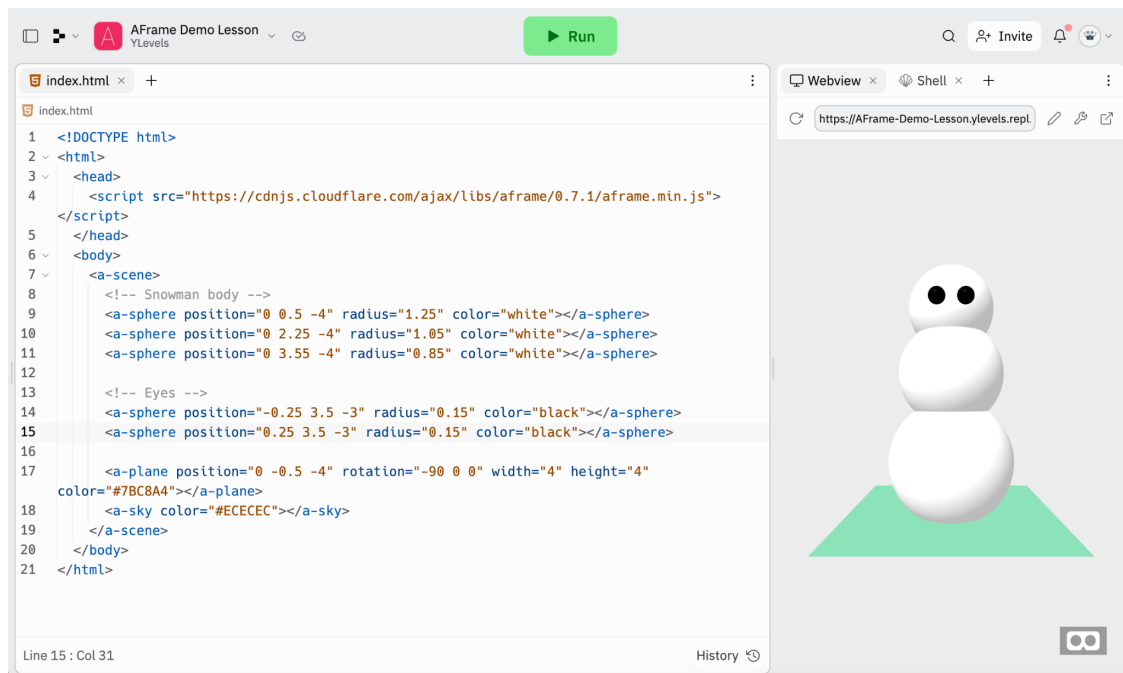 AFrame Demo Lesson
YLevels
Run
Invite
index.html
Webview
Shell
index.html
https://AFrame-Demo-Lesson.ylevels.repl.
1 <!DOCTYPE html>
2 <html>
3 <head>
4 <script src="https://cdnjs.cloudflare.com/ajax/libs/aframe/0.7.1/aframe.min.js">
</script>
5 </head>
6 <body>
7 <a-scene>
8 <!-- Snowman body -->
9 <a-sphere position="0 0.5 -4" radius="1.25" color="white"></a-sphere>
10 <a-sphere position="0 2.25 -4" radius="1.05" color="white"></a-sphere>
11 <a-sphere position="0 3.55 -4" radius="0.85" color="white"></a-sphere>
12
13 <!-- Eyes -->
14 <a-sphere position="-0.25 3.5 -3" radius="0.15" color="black"></a-sphere>
15 <a-sphere position="0.25 3.5 -3" radius="0.15" color="black"></a-sphere>
16
17 <a-plane position="0 -0.5 -4" rotation="-90 0 0" width="4" height="4"
color="#7BC8A4"></a-plane>
18 <a-sky color="#ECECEC"></a-sky>
19 </a-scene>
20 </body>
21 </html>
Line 15 : Col 31
History